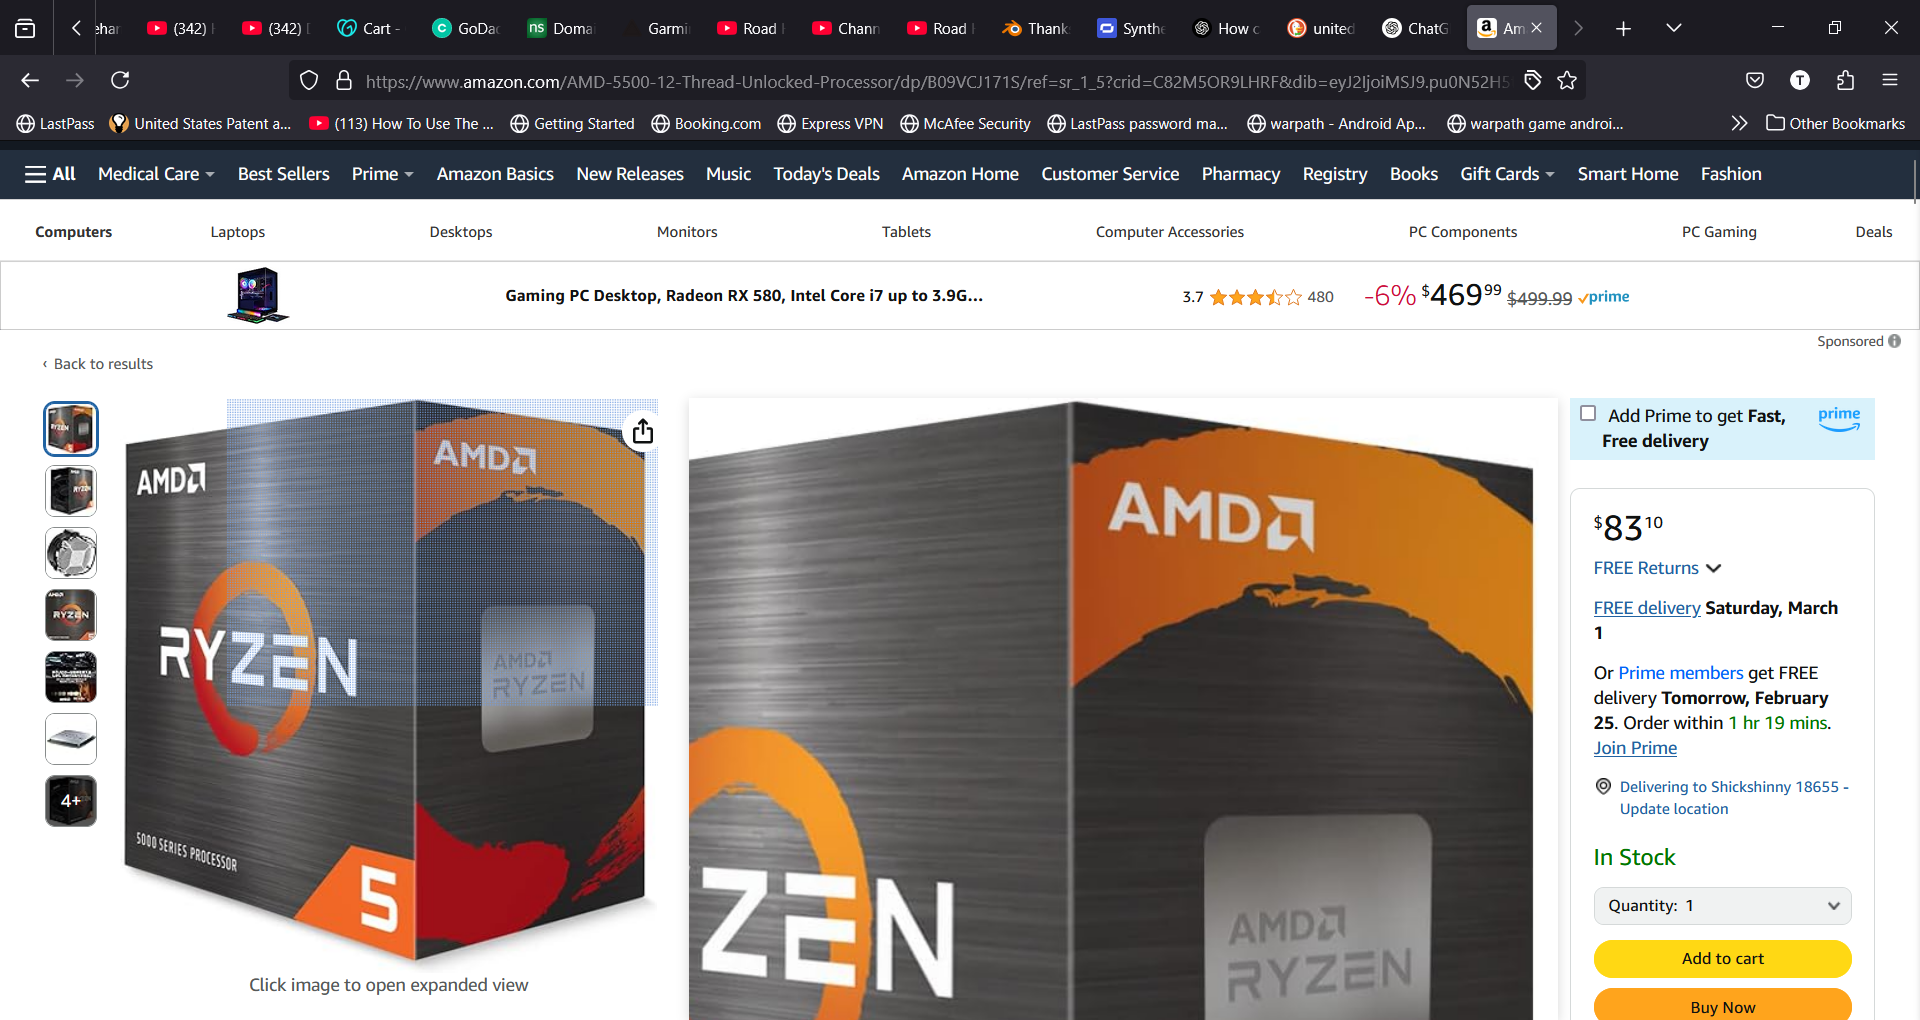 ehar
(342)
(342)
Cart -
GoDac
Domai
Garmi
Road
Chann
Road
Thank
Synthe
How c
united
ChatG
Am
https://www.amazon.com/AMD-5500-12-Thread-Unlocked-Processor/dp/B09VCJ171S/ref=sr_1_5?crid=C82M5OR9LHRF&dib=eyJ2IjoiMSJ9.pu0N52H5
T
LastPass
United States Patent a...
(113) How To Use The ...
Getting Started
Booking.com
Express VPN
McAfee Security
LastPass password ma...
warpath - Android Ap...
warpath game androi...
Other Bookmarks
All
Medical Care
Best Sellers
Prime
Amazon Basics
New Releases
Music
Today's Deals
Amazon Home
Customer Service
Pharmacy
Registry
Books
Gift Cards
Smart Home
Fashion
Computers
Laptops
Desktops
Monitors
Tablets
Computer Accessories
PC Components
PC Gaming
Deals
Gaming PC Desktop, Radeon RX 580, Intel Core i7 up to 3.9G...
3.7
480
-6% $469⁹⁹ $499.99 prime
Sponsored
‹ Back to results
4+
AMD
AMD
RYZEN
AMD
RYZEN
5000 SERIES PROCESSOR
5
Click image to open expanded view
AMD
ZEN
AMD
RYZEN
Add Prime to get Fast,
Free delivery
prime
$83¹⁰
FREE Returns
FREE delivery Saturday, March
1
Or Prime members get FREE
delivery Tomorrow, February
25. Order within 1 hr 19 mins.
Join Prime
Delivering to Shickshinny 18655 -
Update location
In Stock
Quantity: 1
Add to cart
Buy Now